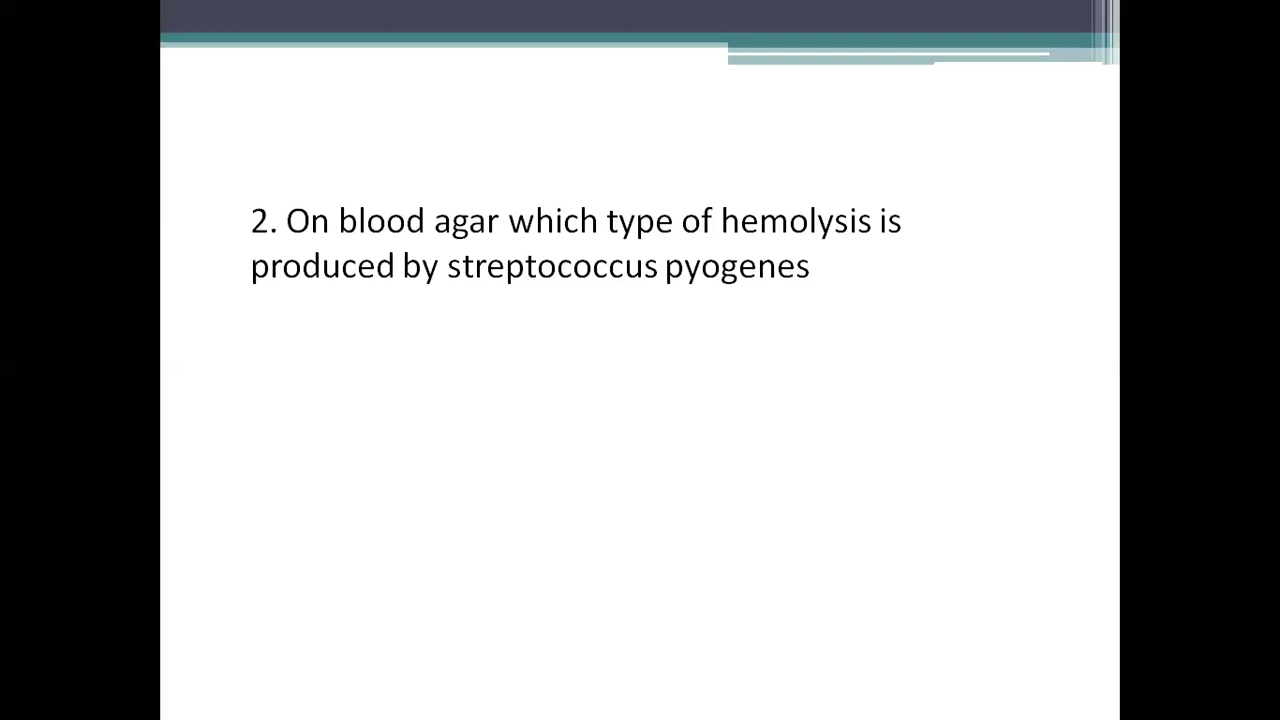 2. On blood agar which type of hemolysis is
produced by streptococcus pyogenes